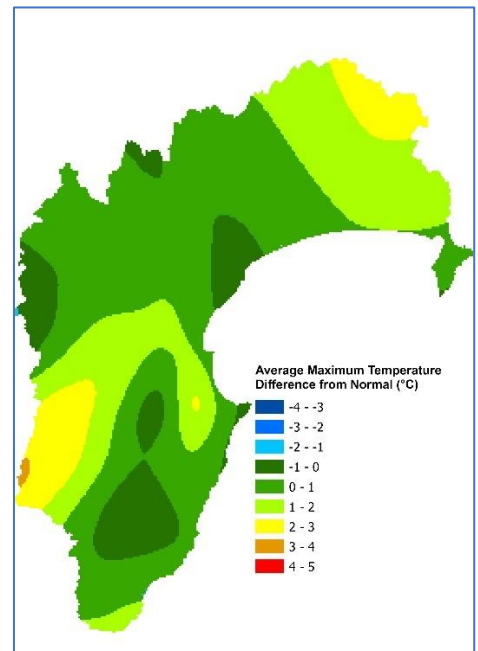 Average Maximum Temperature
Difference from Normal (°C)
-4 - -3
-3 - -2
-2 - -1
-1 - 0
0 - 1
1 - 2
2 - 3
3 - 4
4 - 5